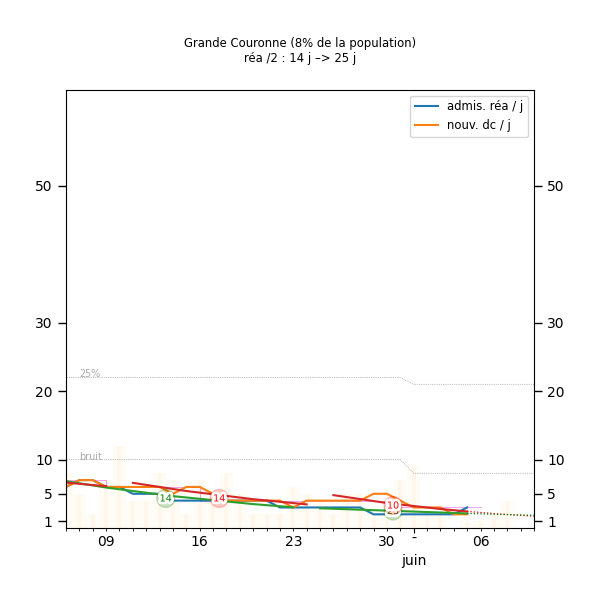 Grande Couronne (8% de la population)
réa /2 : 14 j –> 25 j
admis. réa / j
nouv. dc / j
50 50
30 30
25%
20 20
bruit
10 10
14 14 10
5 5
1 1
09 16 23 30 - 06
juin